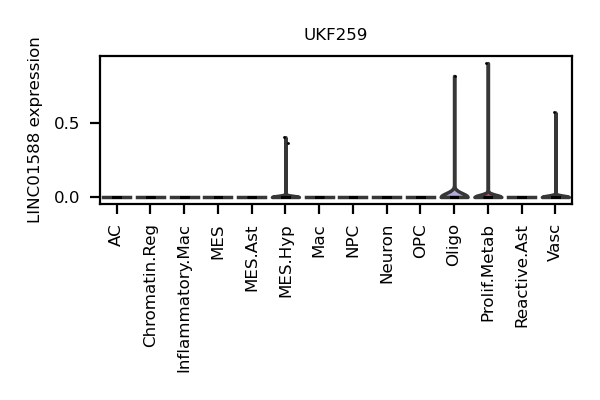 UKF259
LINC01588 expression
0.5
0.0
AC
Chromatin.Reg
Inflammatory.Mac
MES
MES.Ast
MES.Hyp
Mac
NPC
Neuron
OPC
Oligo
Prolif.Metab
Reactive.Ast
Vasc